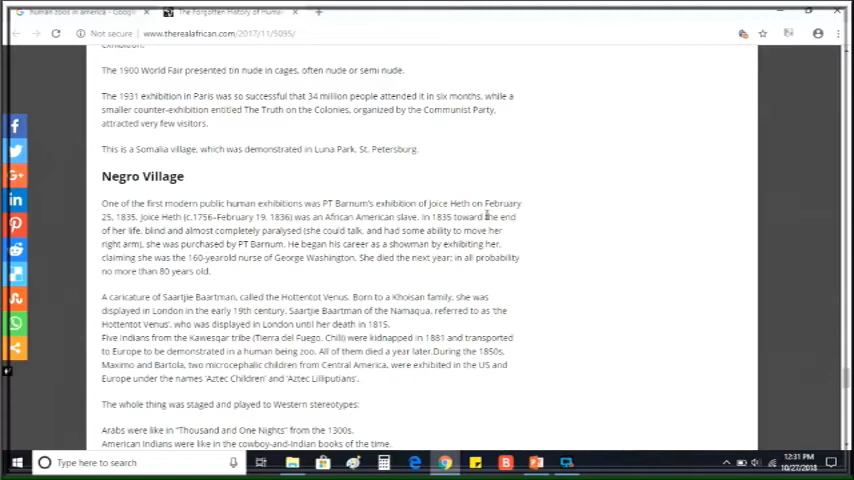 human zoos in america - Google
The Forgotten History of Huma
Not secure
www.therealafrican.com/2017/11/5095/
Exhibition.
The 1900 World Fair presented tin nude in cages, often nude or semi nude.
The 1931 exhibition in Paris was so successful that 34 million people attended it in six months, while a
smaller counter-exhibition entitled The Truth on the Colonies, organized by the Communist Party,
attracted very few visitors.
This is a Somalia village, which was demonstrated in Luna Park, St. Petersburg.
Negro Village
One of the first modern public human exhibitions was PT Barnum's exhibition of Joice Heth on February
25, 1835. Joice Heth (c.1756–February 19, 1836) was an African American slave. In 1835 toward the end
of her life, blind and almost completely paralysed (she could talk, and had some ability to move her
right arm), she was purchased by PT Barnum. He began his career as a showman by exhibiting her,
claiming she was the 160-yearold nurse of George Washington. She died the next year; in all probability
no more than 80 years old.
A caricature of Saartjie Baartman, called the Hottentot Venus. Born to a Khoisan family, she was
displayed in London in the early 19th century. Saartjie Baartman of the Namaqua, referred to as 'the
Hottentot Venus', who was displayed in London until her death in 1815.
Five Indians from the Kawesqar tribe (Tierra del Fuego, Chili) were kidnapped in 1881 and transported
to Europe to be demonstrated in a human being zoo. All of them died a year later.During the 1850s,
Maximo and Bartola, two microcephalic children from Central America, were exhibited in the US and
Europe under the names 'Aztec Children' and 'Aztec Lilliputians'.
The whole thing was staged and played to Western stereotypes:
Arabs were like in "Thousand and One Nights" from the 1300s.
American Indians were like in the cowboy-and-Indian books of the time.
Type here to search
12:31 PM
10/27/2018